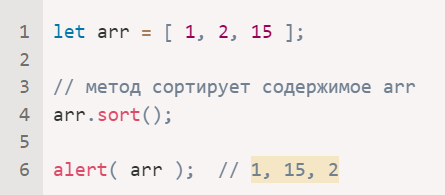 1 let arr = [ 1, 2, 15 ];
2
3 // метод сортирует содержимое arr
4 arr.sort();
5
6 alert( arr );  // 1, 15, 2